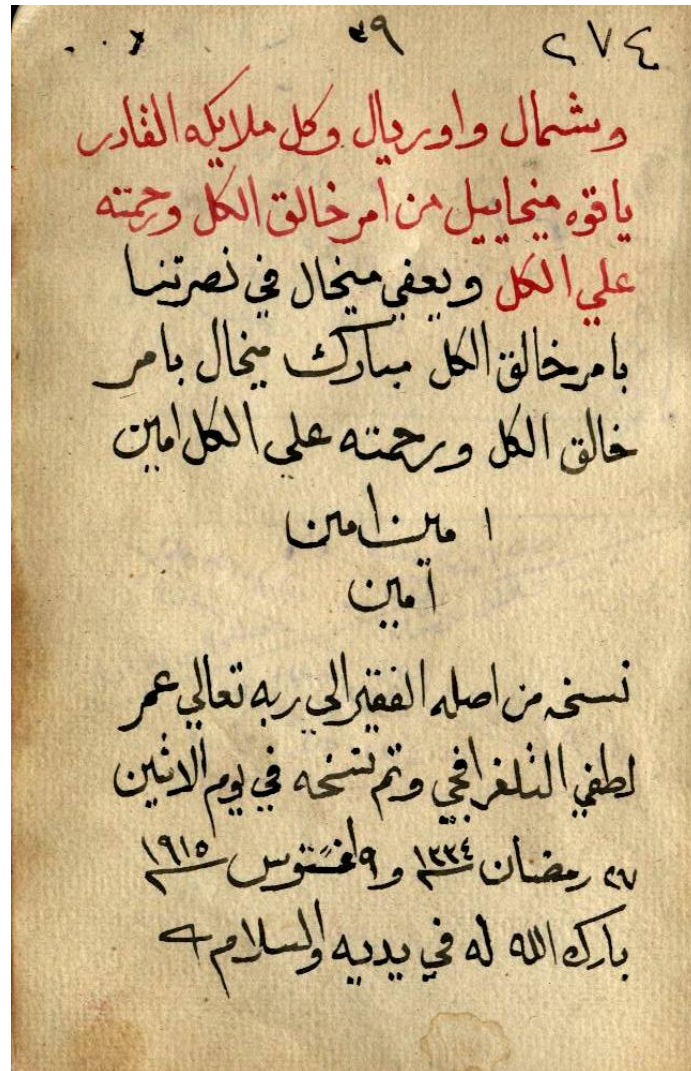 ٢٧٤ ٣٩
وشمال واوريال وكل ملايكه القادر
ياقوه ميخاييل من امر خالق الكل ورحمته
علي الكل ويعفي ميخال في نصرتنا
بامر خالق الكل مبارك ميخال بامر
خالق الكل ورحمته علي الكل امين
امين امين
آمين
نسخه من اصله الفقير الي ربه تعالي عمر
لطفي التلغرافجي وتم نسخه في يوم الاثنين
٢٧ رمضان ١٣٣٤ و ٩ اغستوس ١٩١٥
بارك الله له في يديه والسلام